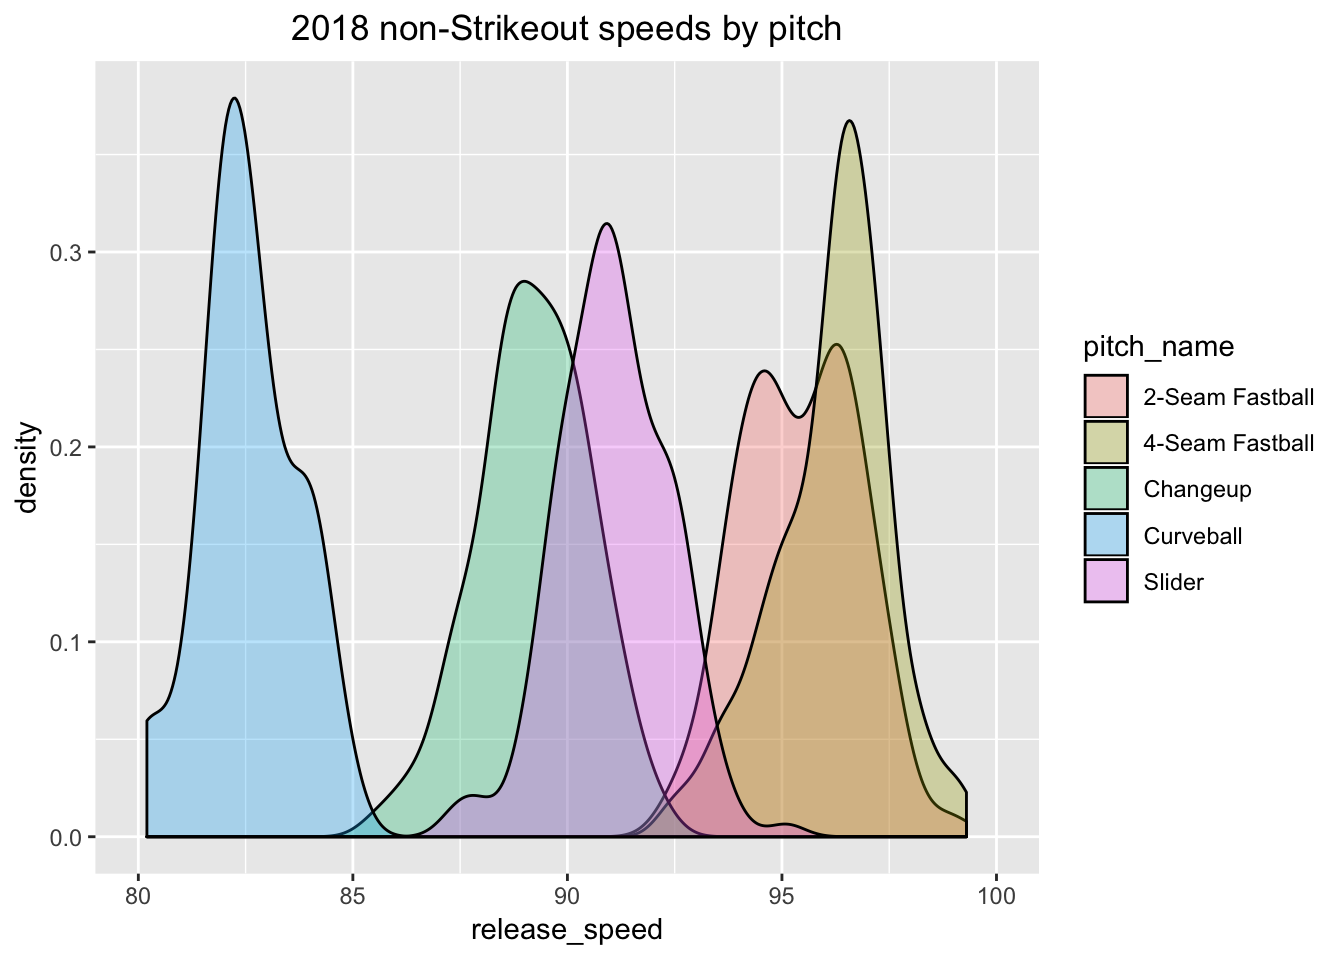 2018 non-Strikeout speeds by pitch
density
0.3
0.2
0.1
0.0
80 85 90 95 100
release_speed
pitch_name
2-Seam Fastball
4-Seam Fastball
Changeup
Curveball
Slider